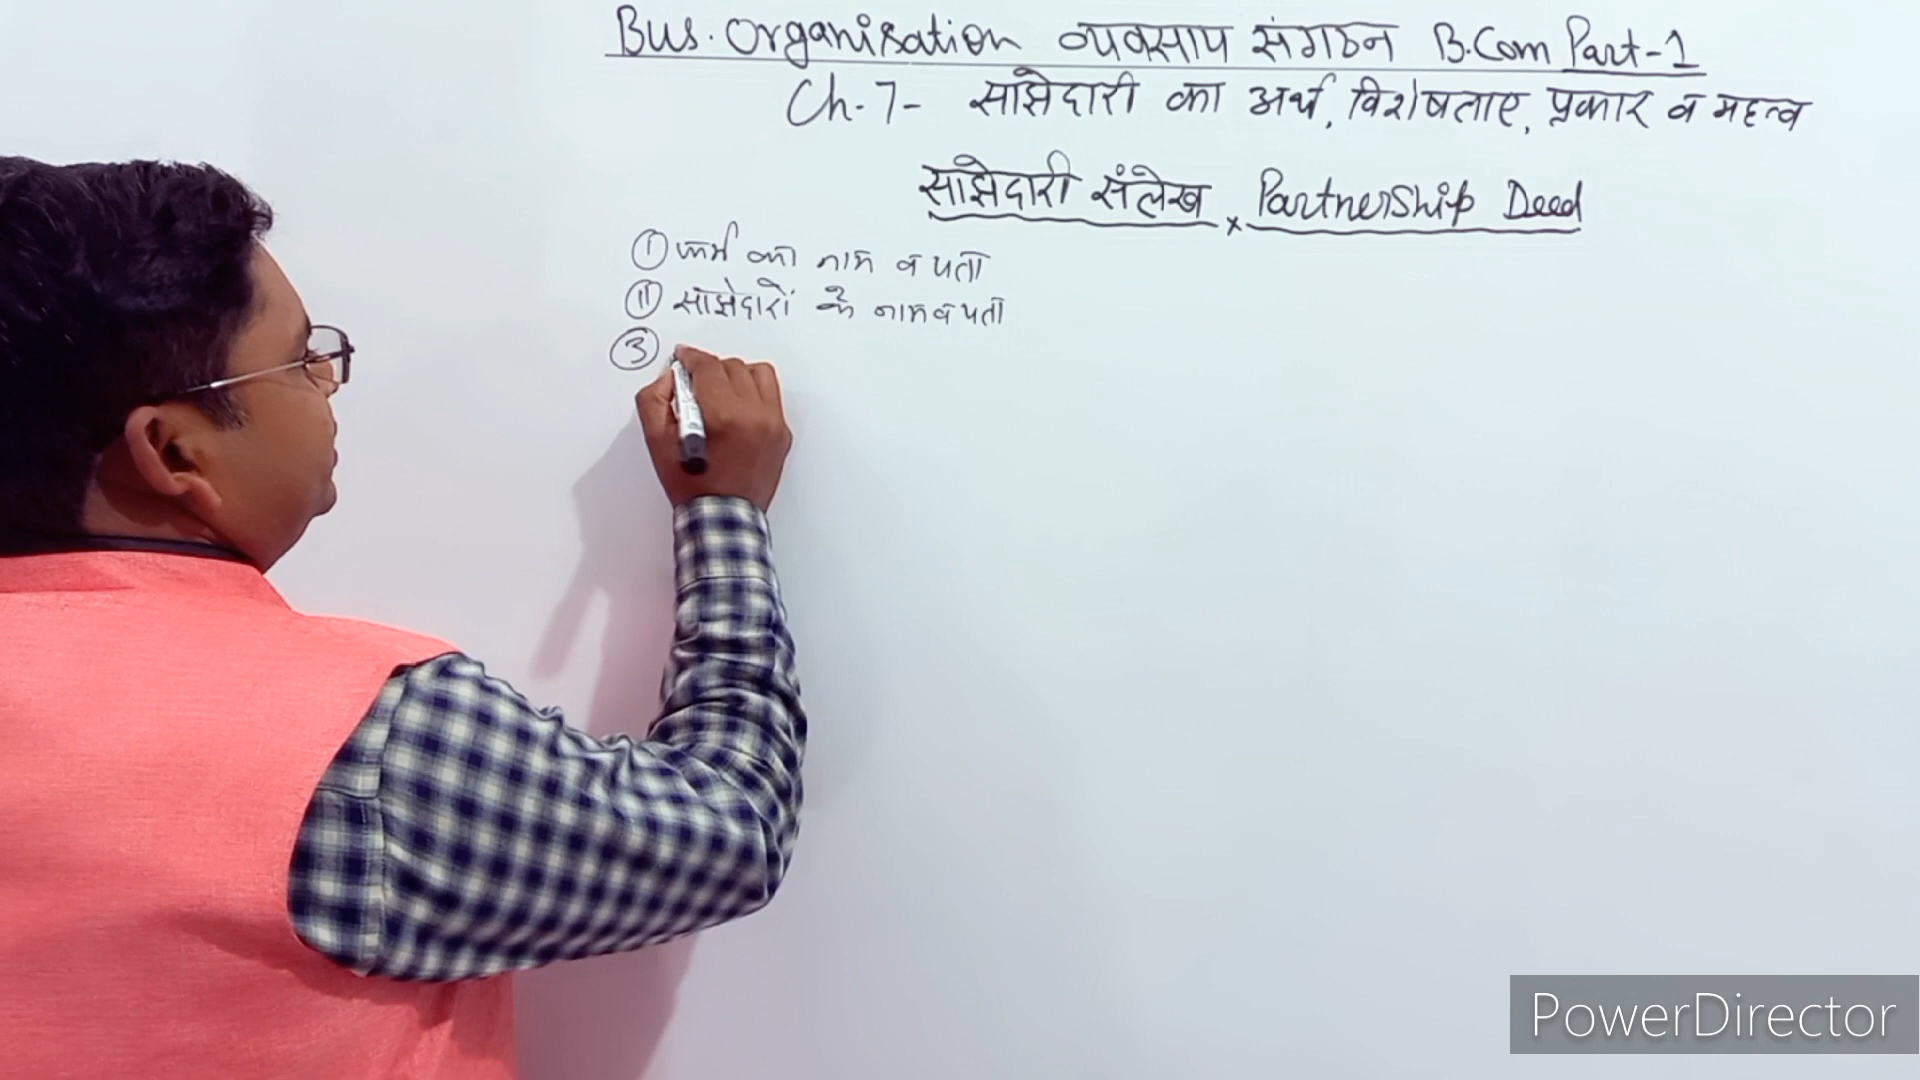 Bus. Organisation व्यवसाय संगठन B.Com Part-1
Ch-7- साझेदारी का अर्थ, विशेषताए, प्रकार व महत्व
साझेदारी संलेख x Partnership Deed
① फर्म का नाम व पता
(II) साझेदारों के नाम व पता
③
PowerDirector